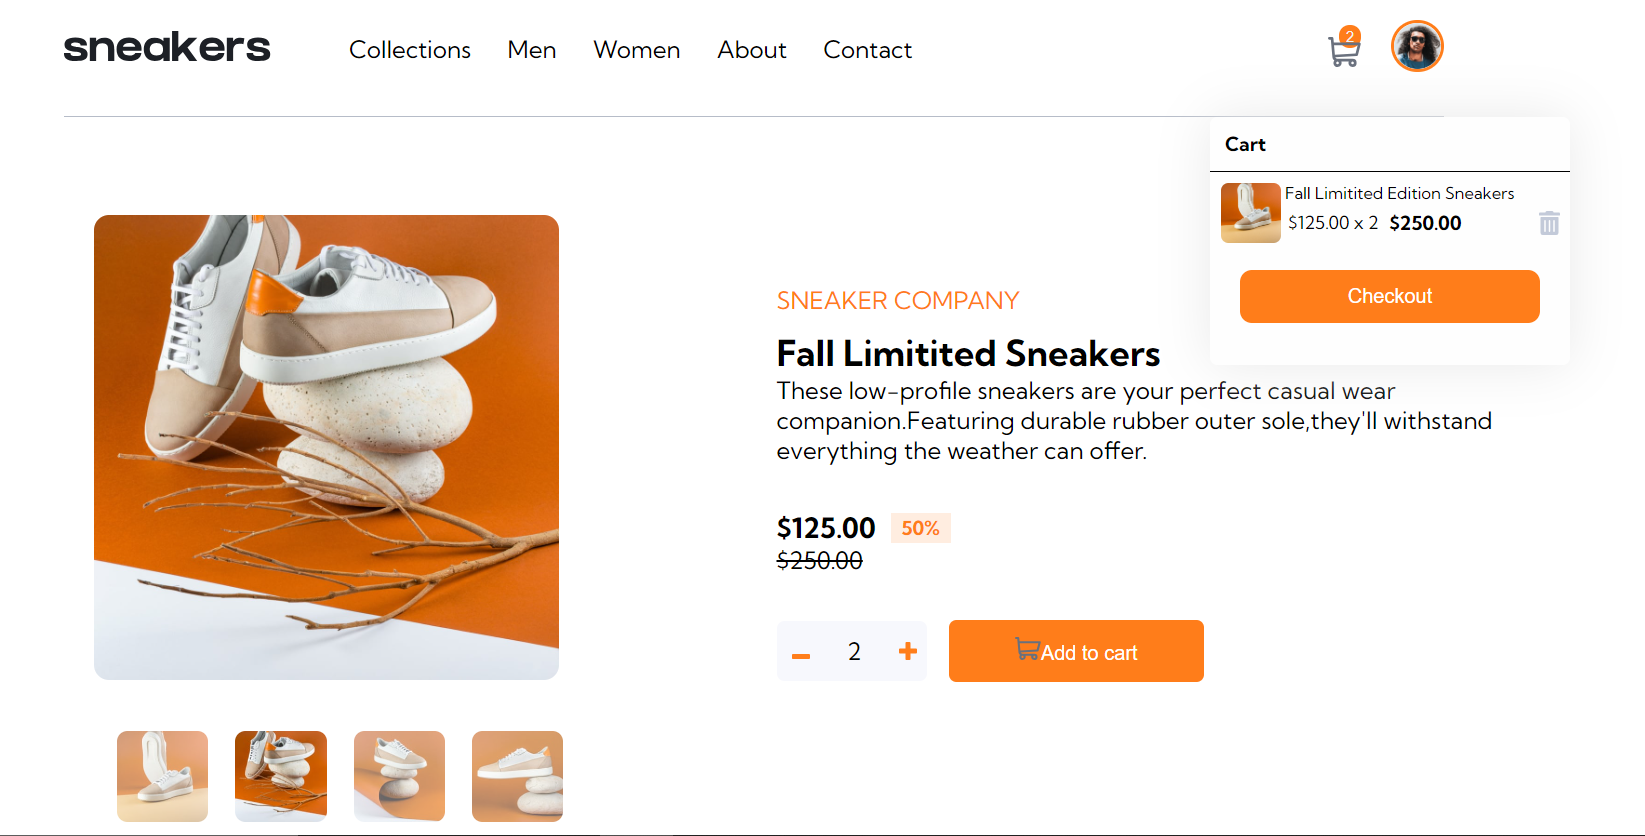 sneakers
Collections Men Women About Contact
2
Cart
Fall Limitited Edition Sneakers
$125.00 x 2 $250.00
Checkout
SNEAKER COMPANY
Fall Limitited Sneakers
These low-profile sneakers are your perfect casual wear
companion.Featuring durable rubber outer sole,they'll withstand
everything the weather can offer.
$125.00 50%
$250.00
2
Add to cart